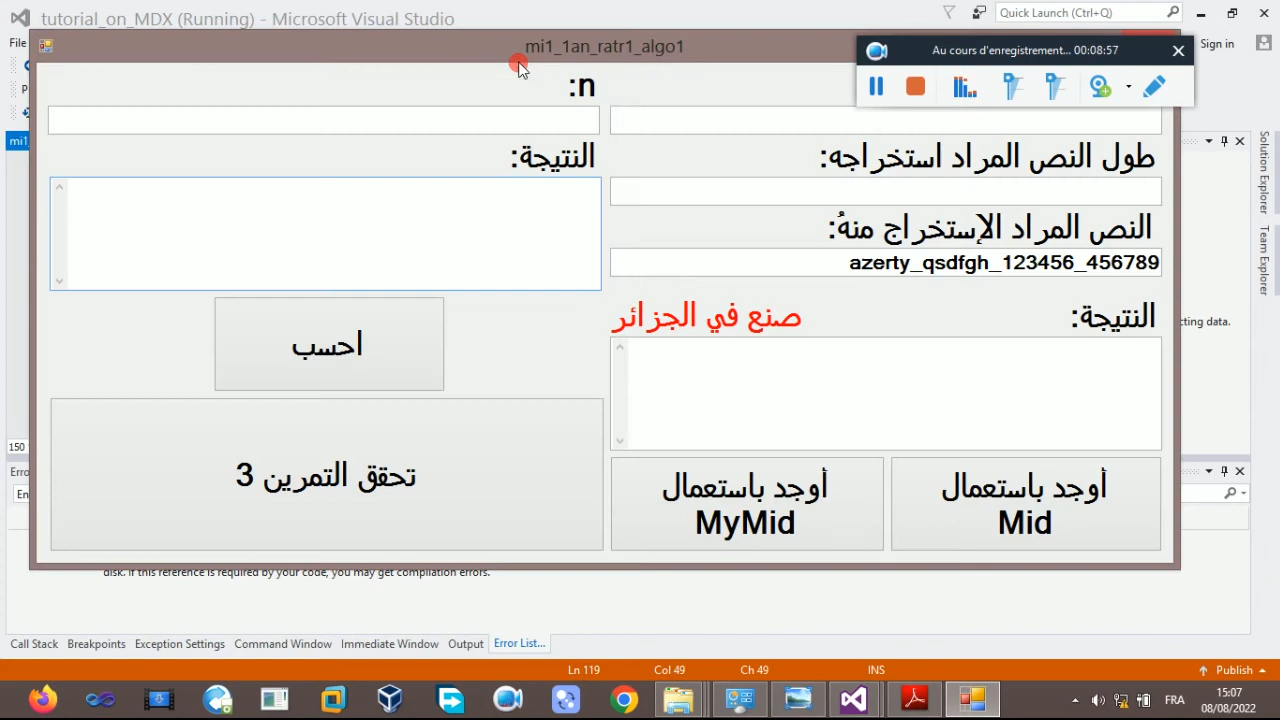 tutorial_on_MDX (Running) - Microsoft Visual Studio
Quick Launch (Ctrl+Q)
File
Sign in
mi1_1an_ratr1_algo1
Au cours d'enregistrement... 00:08:57
n:
النتيجة:
طول النص المراد استخراجه:
النص المراد الإستخراج منهُ:
azerty_qsdfgh_123456_456789
صنع في الجزائر
النتيجة:
احسب
تحقق التمرين 3
أوجد باستعمال
MyMid
أوجد باستعمال
Mid
mi1
Solution Explorer
Team Explorer
cting data.
150
Erro
En
disk. If this reference is required by your code, you may get compilation errors.
Call Stack
Breakpoints
Exception Settings
Command Window
Immediate Window
Output
Error List...
Ln 119
Col 49
Ch 49
INS
Publish
FRA
15:07
08/08/2022